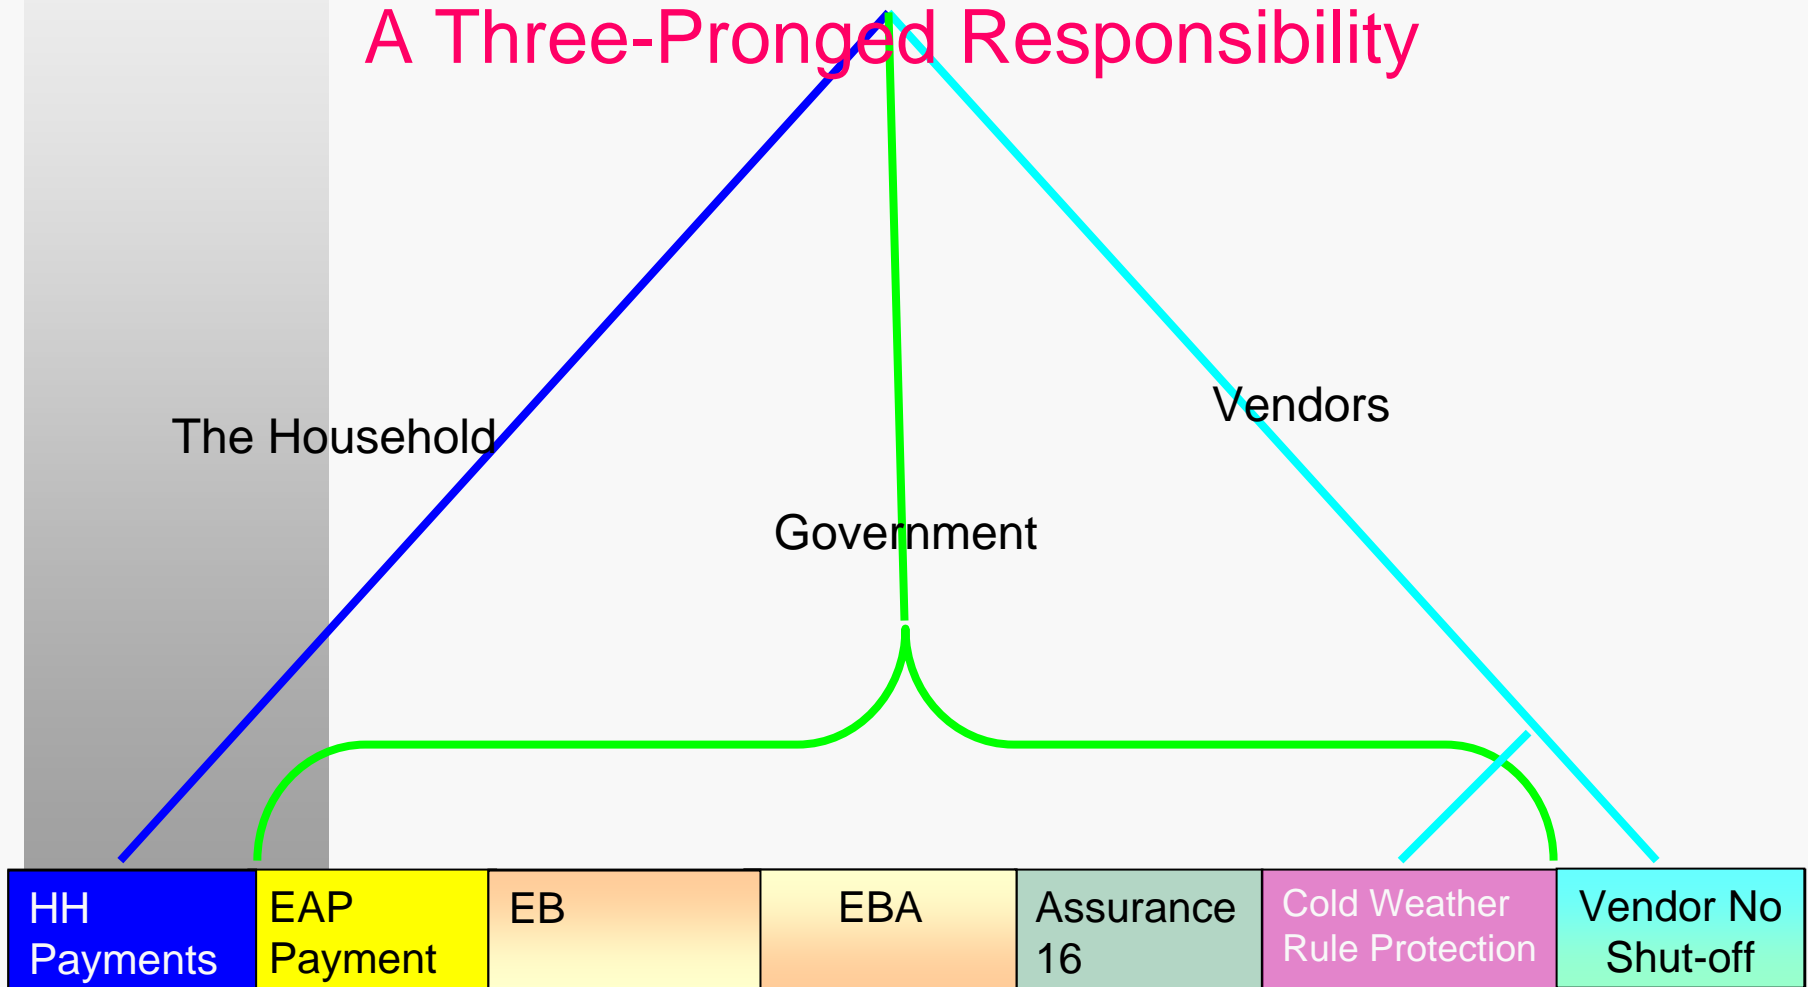 A Three-Pronged Responsibility
Vendors
The Household
Government
HH
Payments
EAP
Payment
EB
EBA
Assurance
16
Cold Weather
Rule Protection
Vendor No
Shut-off